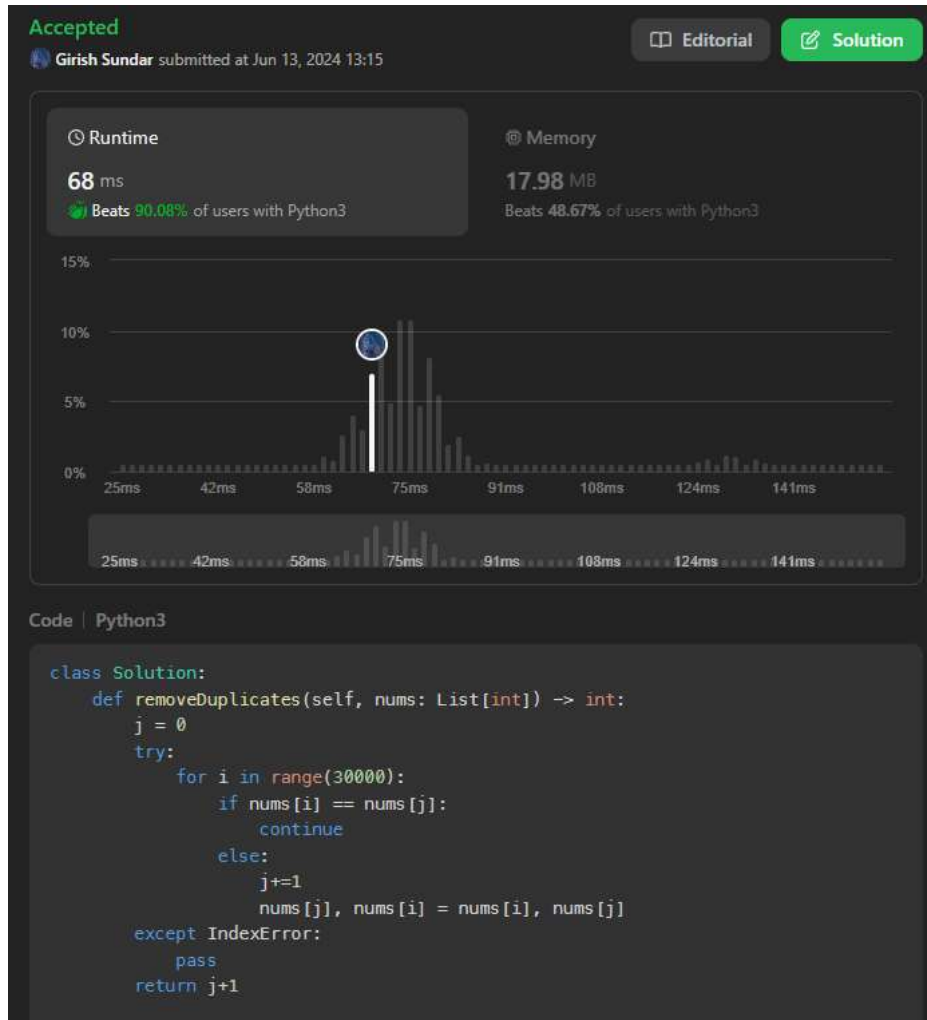 Accepted
Editorial
Solution
Girish Sundar submitted at Jun 13, 2024 13:15
Runtime
68 ms
Beats 90.08% of users with Python3
Memory
17.98 MB
Beats 48.67% of users with Python3
15%
10%
5%
0%
25ms 42ms 58ms 75ms 91ms 108ms 124ms 141ms
25ms 42ms 58ms 75ms 91ms 108ms 124ms 141ms
Code | Python3
class Solution:
    def removeDuplicates(self, nums: List[int]) -> int:
        j = 0
        try:
            for i in range(30000):
                if nums[i] == nums[j]:
                    continue
                else:
                    j+=1
                    nums[j], nums[i] = nums[i], nums[j]
        except IndexError:
            pass
        return j+1